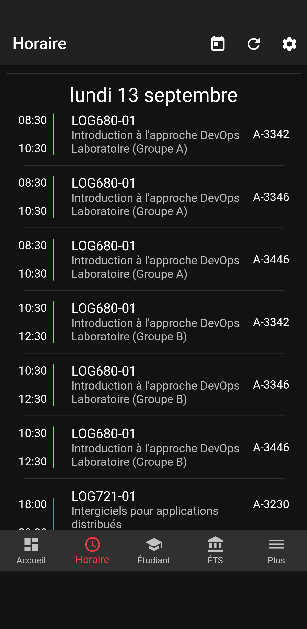 Horaire
lundi 13 septembre
08:30 LOG680-01
Introduction à l'approche DevOps A-3342
10:30 Laboratoire (Groupe A)
08:30 LOG680-01
Introduction à l'approche DevOps A-3346
10:30 Laboratoire (Groupe A)
08:30 LOG680-01
Introduction à l'approche DevOps A-3446
10:30 Laboratoire (Groupe A)
10:30 LOG680-01
Introduction à l'approche DevOps A-3342
12:30 Laboratoire (Groupe B)
10:30 LOG680-01
Introduction à l'approche DevOps A-3346
12:30 Laboratoire (Groupe B)
10:30 LOG680-01
Introduction à l'approche DevOps A-3446
12:30 Laboratoire (Groupe B)
LOG721-01
18:00 Intergiciels pour applications A-3230
distribués
Accueil Horaire Étudiant ÉTS Plus